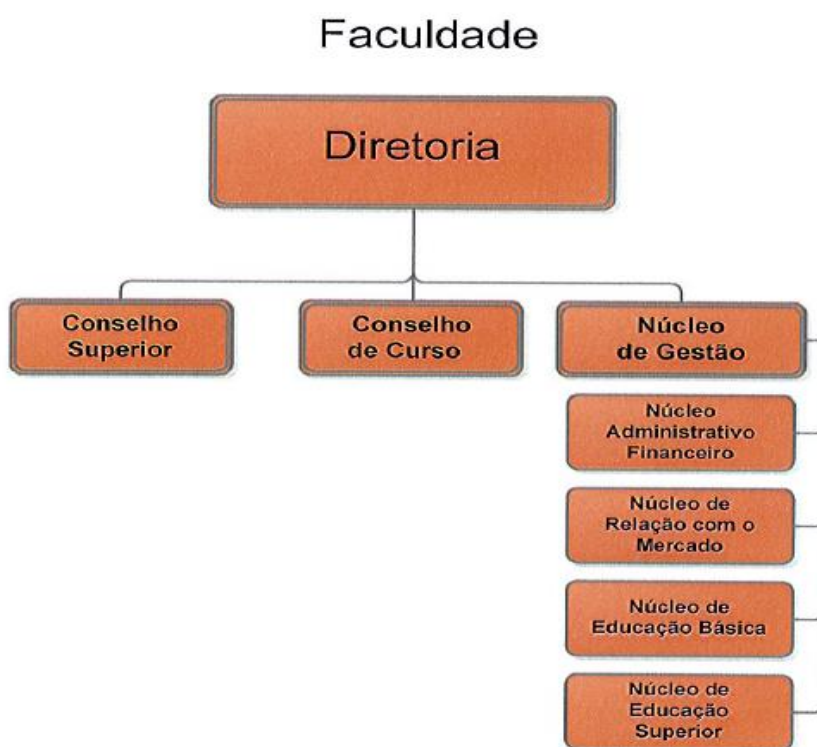 Faculdade
Diretoria
Conselho
Superior
Conselho
de Curso
Núcleo
de Gestão
Núcleo
Administrativo
Financeiro
Núcleo de
Relação com o
Mercado
Núcleo de
Educação Básica
Núcleo de
Educação
Superior